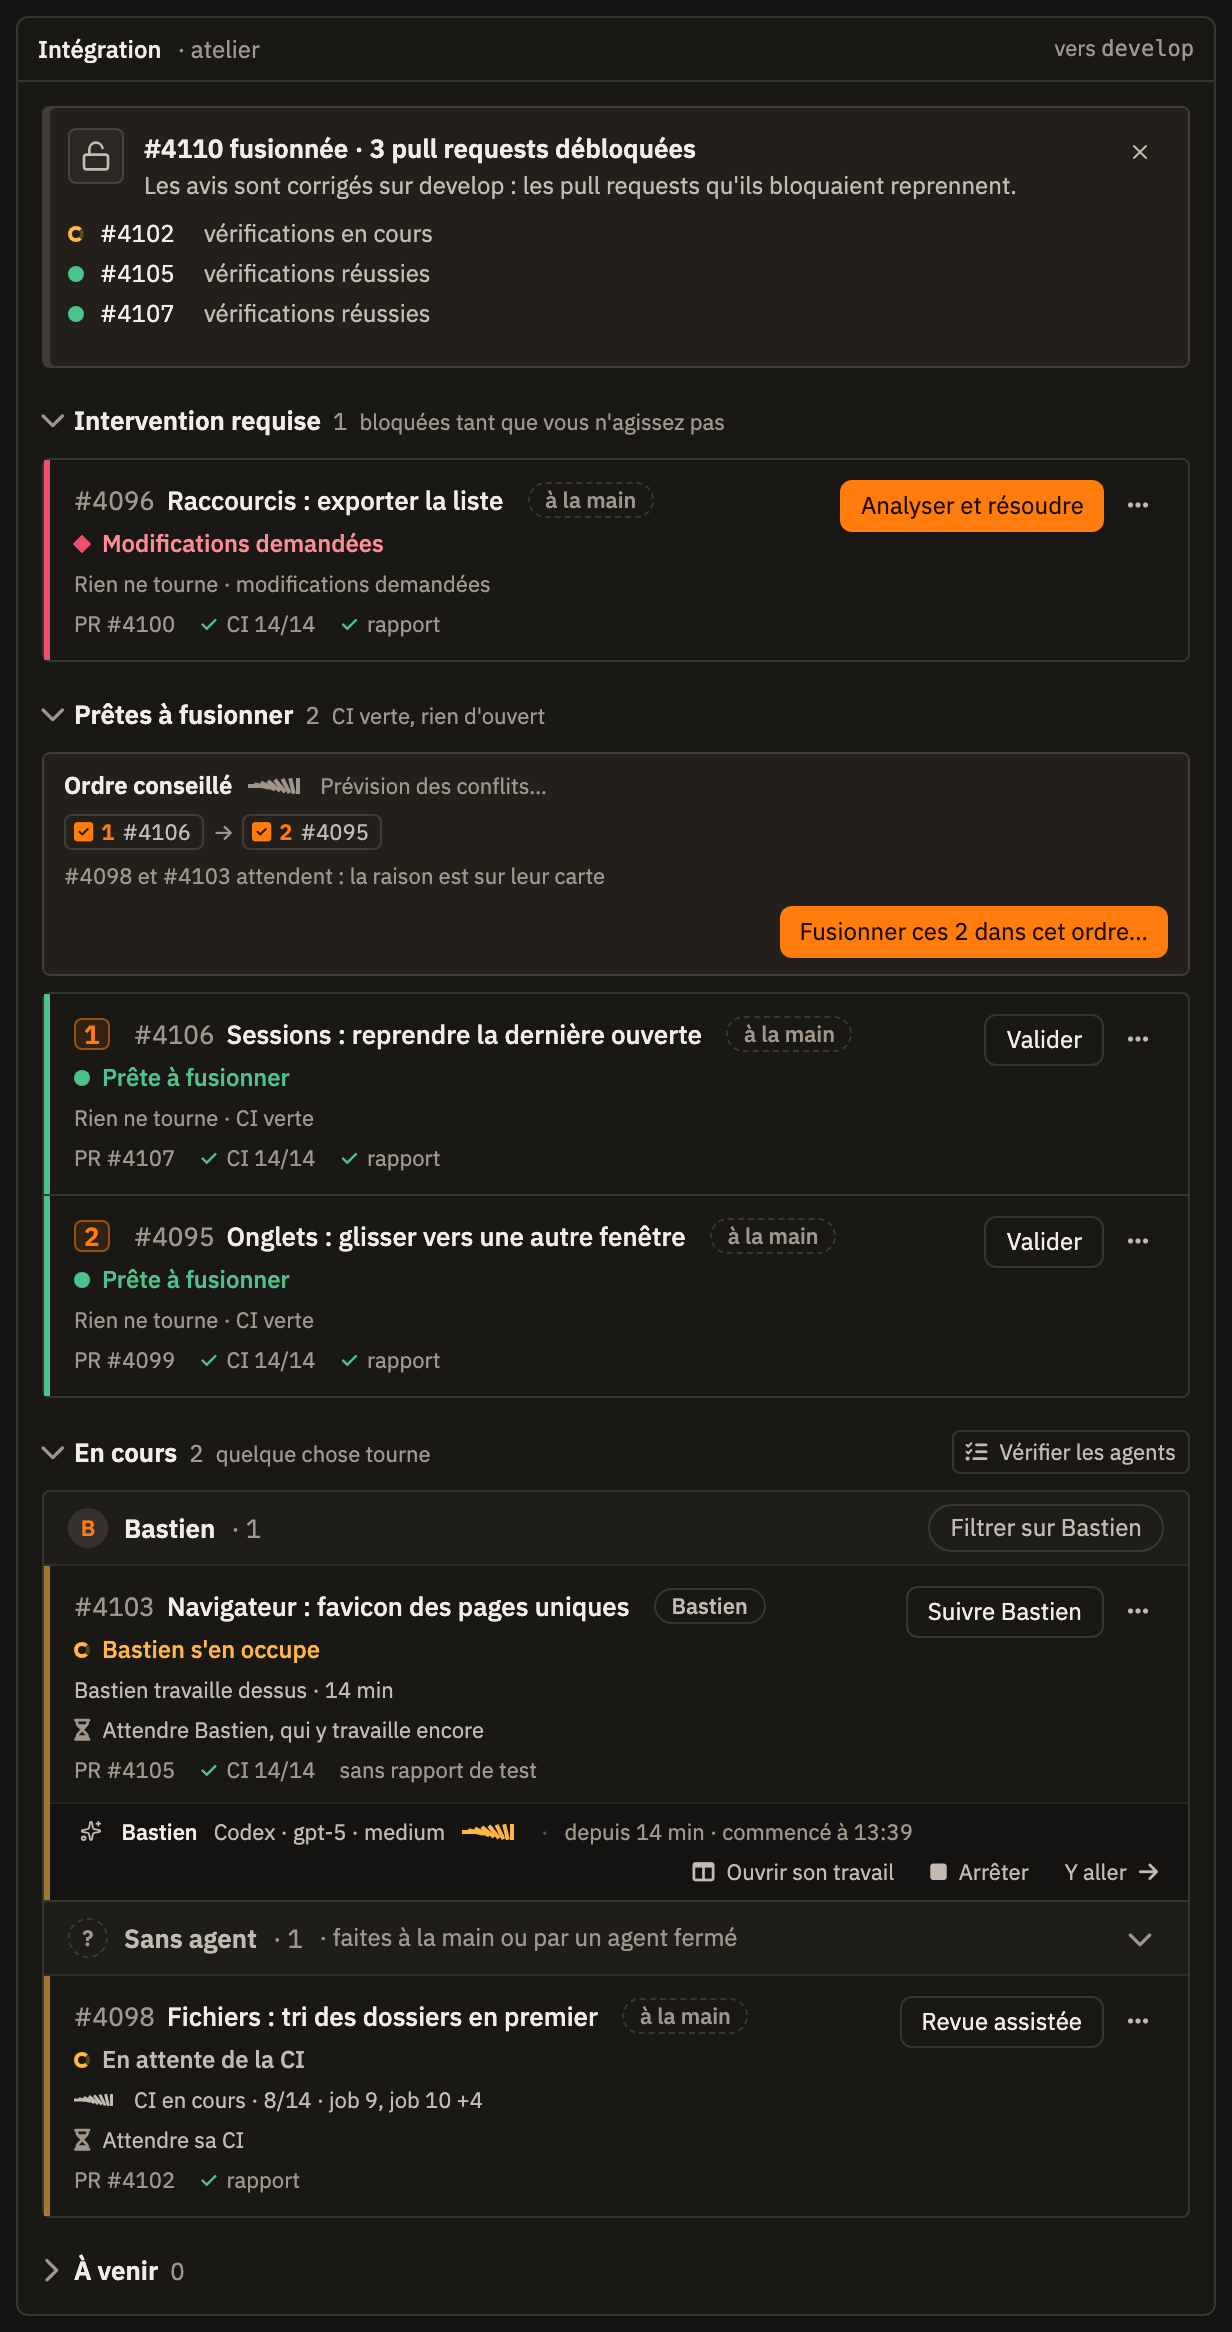 Intégration · atelier
vers develop
#4110 fusionnée · 3 pull requests débloquées
Les avis sont corrigés sur develop : les pull requests qu'ils bloquaient reprennent.
#4102 vérifications en cours
#4105 vérifications réussies
#4107 vérifications réussies
Intervention requise 1 bloquées tant que vous n'agissez pas
#4096 Raccourcis : exporter la liste à la main
Analyser et résoudre
Modifications demandées
Rien ne tourne · modifications demandées
PR #4100 CI 14/14 rapport
Prêtes à fusionner 2 CI verte, rien d'ouvert
Ordre conseillé Prévision des conflits...
1 #4106 → 2 #4095
#4098 et #4103 attendent : la raison est sur leur carte
Fusionner ces 2 dans cet ordre...
1 #4106 Sessions : reprendre la dernière ouverte à la main
Valider
Prête à fusionner
Rien ne tourne · CI verte
PR #4107 CI 14/14 rapport
2 #4095 Onglets : glisser vers une autre fenêtre à la main
Valider
Prête à fusionner
Rien ne tourne · CI verte
PR #4099 CI 14/14 rapport
En cours 2 quelque chose tourne
Vérifier les agents
B Bastien · 1
Filtrer sur Bastien
#4103 Navigateur : favicon des pages uniques Bastien
Suivre Bastien
Bastien s'en occupe
Bastien travaille dessus · 14 min
Attendre Bastien, qui y travaille encore
PR #4105 CI 14/14 sans rapport de test
Bastien Codex · gpt-5 · medium · depuis 14 min · commencé à 13:39
Ouvrir son travail Arrêter Y aller →
? Sans agent · 1 · faites à la main ou par un agent fermé
#4098 Fichiers : tri des dossiers en premier à la main
Revue assistée
En attente de la CI
CI en cours · 8/14 · job 9, job 10 +4
Attendre sa CI
PR #4102 rapport
À venir 0